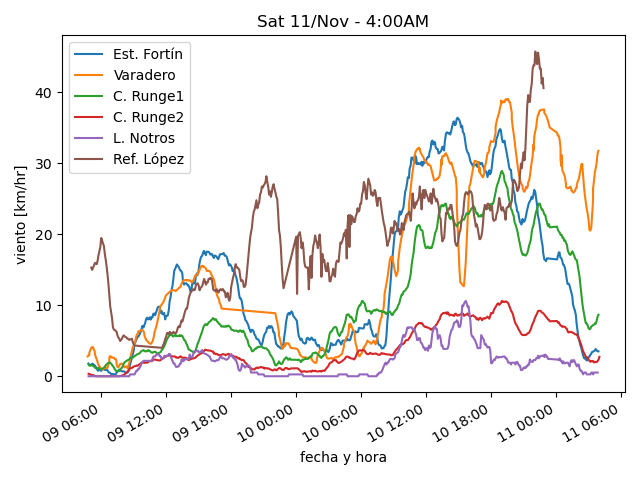 Sat 11/Nov - 4:00AM
Est. Fortín
Varadero
C. Runge1
C. Runge2
L. Notros
Ref. López
viento [km/hr]
40
30
20
10
0
09 06:00
09 12:00
09 18:00
10 00:00
10 06:00
10 12:00
10 18:00
11 00:00
11 06:00
fecha y hora